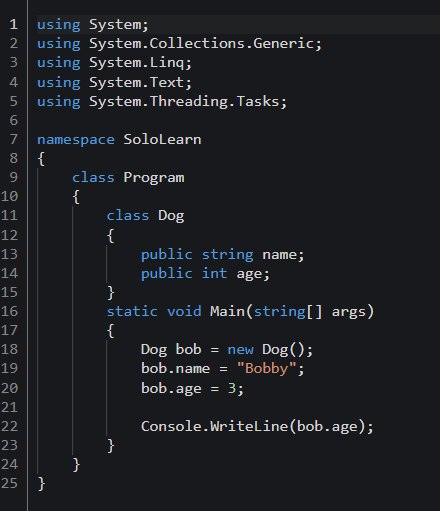 1 using System;
2 using System.Collections.Generic;
3 using System.Linq;
4 using System.Text;
5 using System.Threading.Tasks;
6
7 namespace SoloLearn
8 {
9     class Program
10     {
11         class Dog
12         {
13             public string name;
14             public int age;
15         }
16         static void Main(string[] args)
17         {
18             Dog bob = new Dog();
19             bob.name = "Bobby";
20             bob.age = 3;
21
22             Console.WriteLine(bob.age);
23         }
24     }
25 }